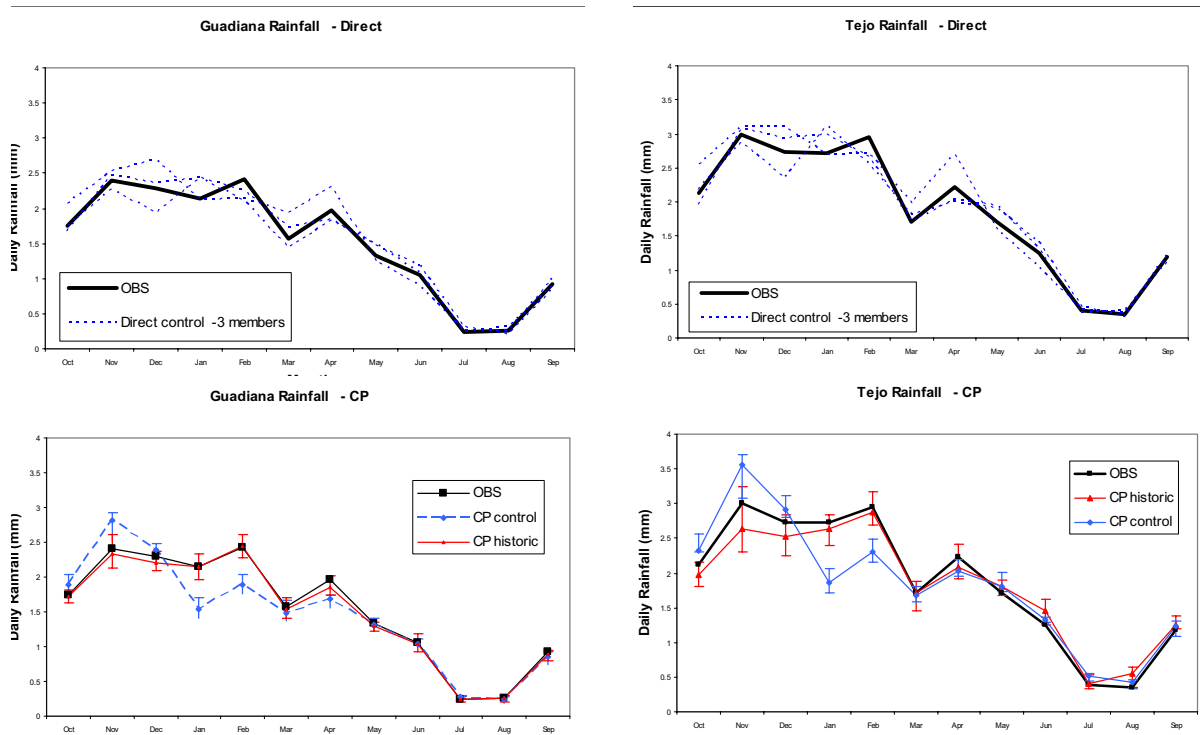 Guadiana Rainfall - Direct
Daily Rainfall (mm)
4
3.5
3
2.5
2
1.5
1
0.5
0
OBS
Direct control -3 members
Oct Nov Dec Jan Feb Mar Apr May Jun Jul Aug Sep
Tejo Rainfall - Direct
Daily Rainfall (mm)
4
3.5
3
2.5
2
1.5
1
0.5
0
OBS
Direct control -3 members
Oct Nov Dec Jan Feb Mar Apr May Jun Jul Aug Sep
Guadiana Rainfall - CP
Daily Rainfall (mm)
4
3.5
3
2.5
2
1.5
1
0.5
0
OBS
CP control
CP historic
Oct Nov Dec Jan Feb Mar Apr May Jun Jul Aug Sep
Tejo Rainfall - CP
Daily Rainfall (mm)
4
3.5
3
2.5
2
1.5
1
0.5
0
OBS
CP historic
CP control
Oct Nov Dec Jan Feb Mar Apr May Jun Jul Aug Sep